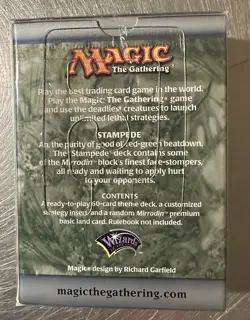 MAGIC
The Gathering®
Play the best trading card game in the world.
Play the Magic: The Gathering® game
and use the deadliest creatures to launch
unlimited lethal strategies.
STAMPEDE
Ah, the purity of good ol' red-green beatdown.
The "Stampede" deck contains some
of the Mirrodin® block's finest face-stompers,
all ready and waiting to apply hurt
to your opponents.
CONTENTS
A ready-to-play 60-card theme deck, a customized
strategy insert, and a random Mirrodin® premium
basic land card. Rulebook not included.
Wizards
Magic® design by Richard Garfield
magicthegathering.com